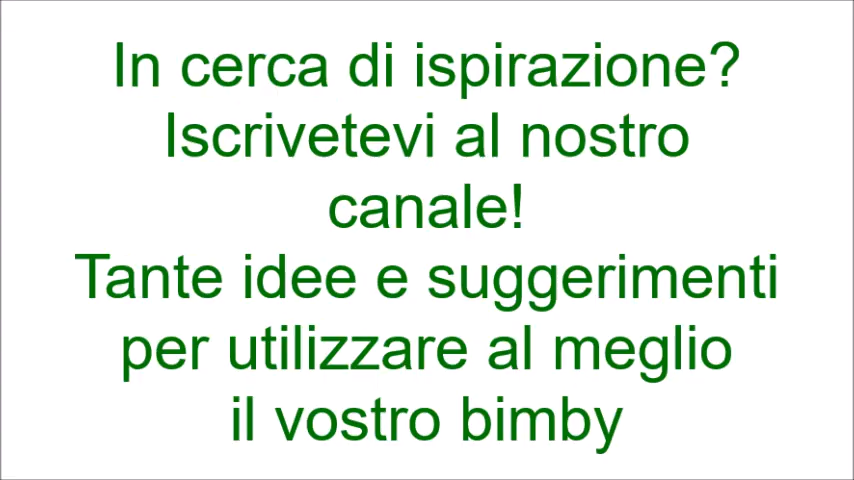 In cerca di ispirazione?
Iscrivetevi al nostro
canale!
Tante idee e suggerimenti
per utilizzare al meglio
il vostro bimby